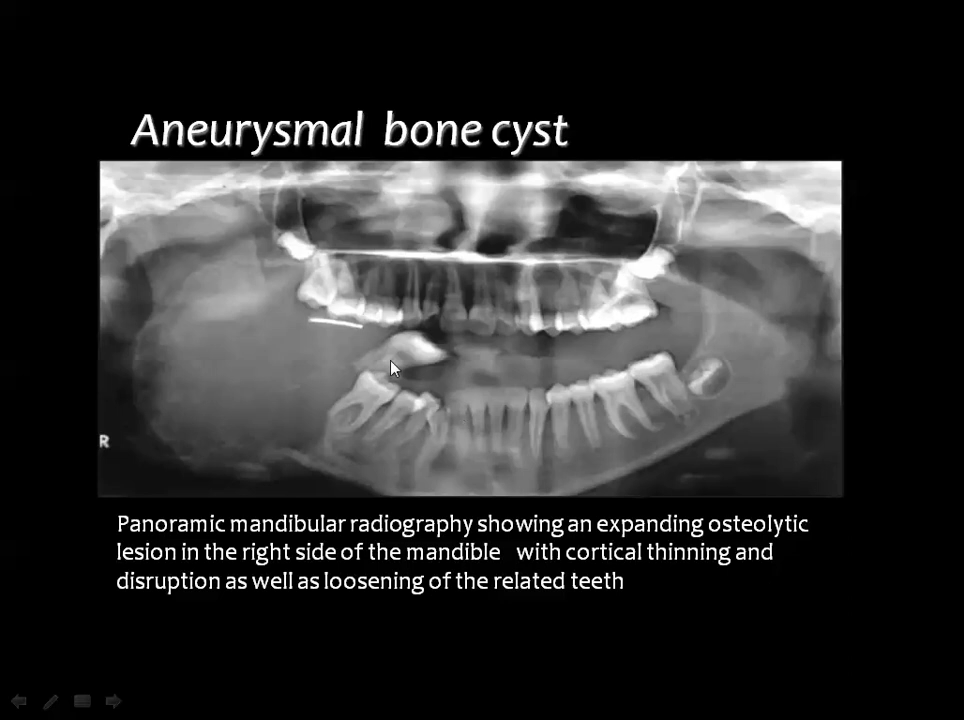 Aneurysmal bone cyst
R
Panoramic mandibular radiography showing an expanding osteolytic
lesion in the right side of the mandible with cortical thinning and
disruption as well as loosening of the related teeth